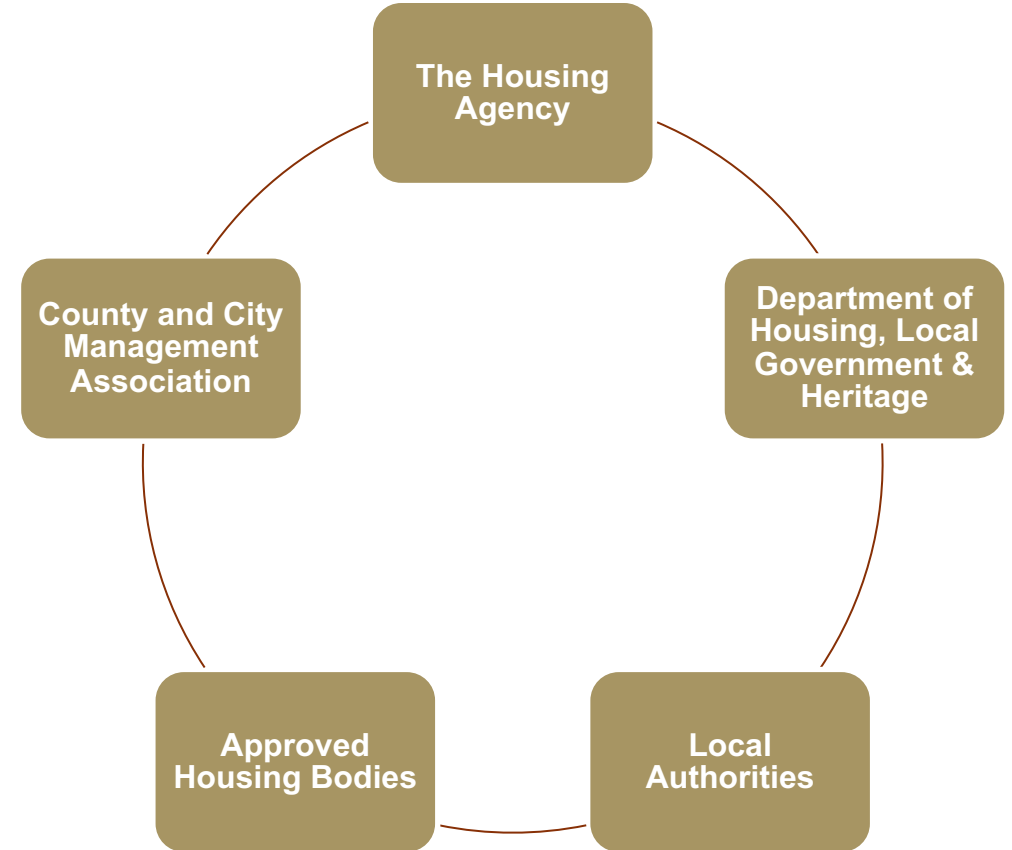 The Housing
Agency
Department of
Housing, Local
Government &
Heritage
Local
Authorities
Approved
Housing Bodies
County and City
Management
Association